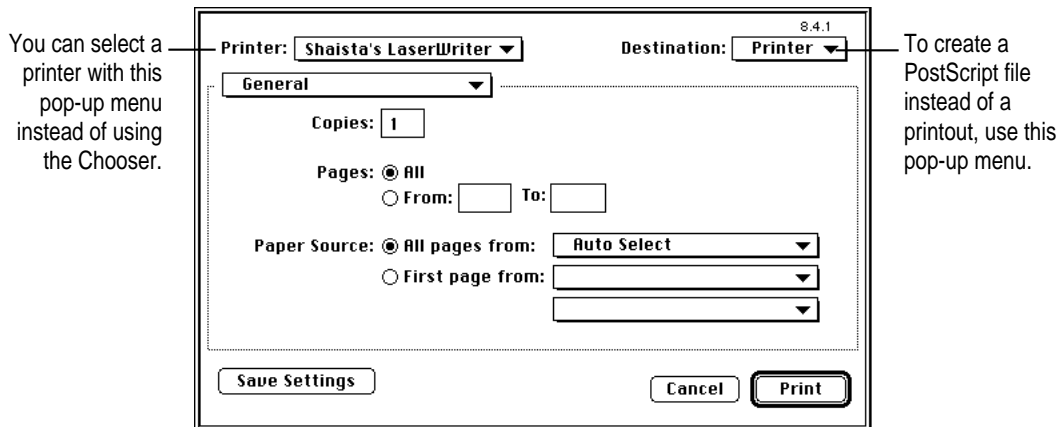 You can select a
printer with this
pop-up menu
instead of using
the Chooser.
8.4.1
Printer: Shaista's LaserWriter
Destination: Printer
General
Copies: 1
Pages: All
From: To:
Paper Source: All pages from: Auto Select
First page from:
Save Settings
Cancel Print
To create a
PostScript file
instead of a
printout, use this
pop-up menu.